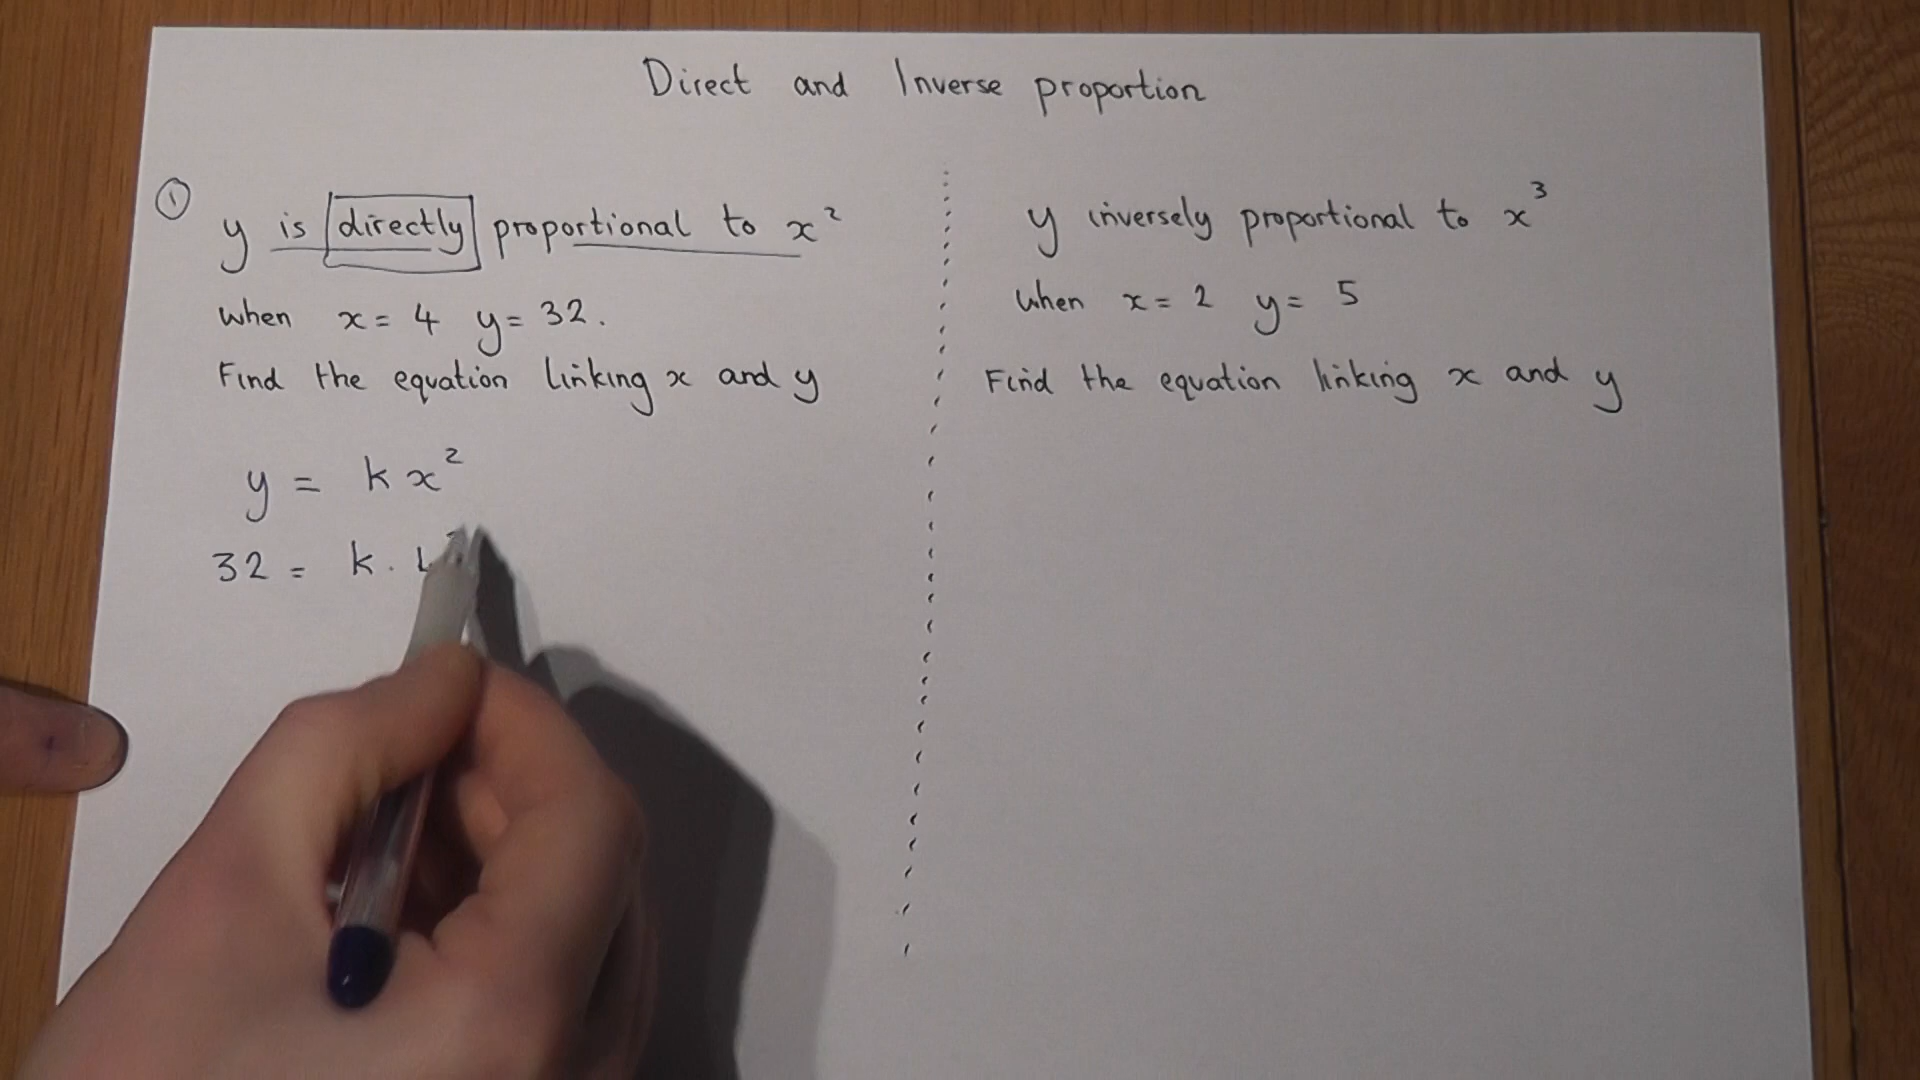 Direct and Inverse proportion
① y is directly proportional to x²
when x = 4 y = 32.
Find the equation linking x and y
y = kx²
32 = k .
y inversely proportional to x³
when x = 2 y = 5
Find the equation linking x and y